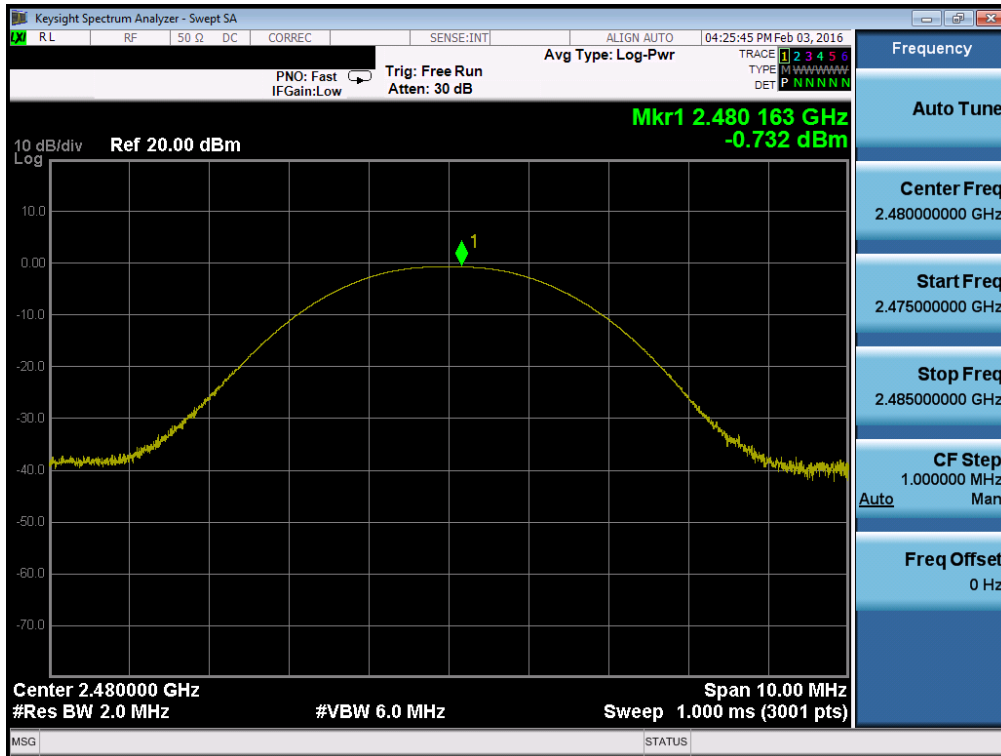 Keysight Spectrum Analyzer - Swept SA
LXI RL RF 50 Ω DC CORREC SENSE:INT ALIGN AUTO 04:25:45 PM Feb 03, 2016
PNO: Fast Trig: Free Run Avg Type: Log-Pwr TRACE 1 2 3 4 5 6
IFGain:Low Atten: 30 dB TYPE M W W W W W
DET P N N N N N
Mkr1 2.480 163 GHz
-0.732 dBm
10 dB/div Ref 20.00 dBm
Log
1
10.0
0.00
-10.0
-20.0
-30.0
-40.0
-50.0
-60.0
-70.0
Center 2.480000 GHz Span 10.00 MHz
#Res BW 2.0 MHz #VBW 6.0 MHz Sweep 1.000 ms (3001 pts)
MSG STATUS
Frequency
Auto Tune
Center Freq
2.480000000 GHz
Start Freq
2.475000000 GHz
Stop Freq
2.485000000 GHz
CF Step
1.000000 MHz
Auto Man
Freq Offset
0 Hz